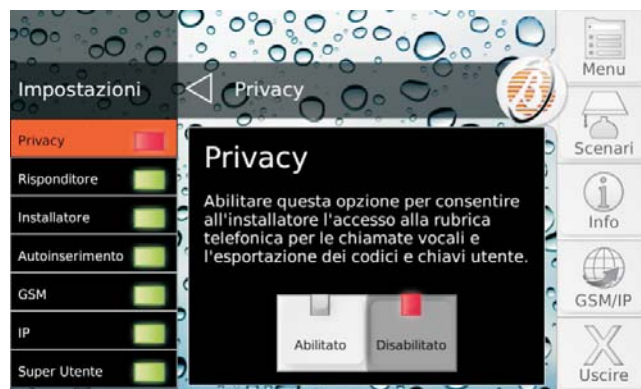 Impostazioni
Privacy
Menu
Privacy
Risponditore
Installatore
Autoinserimento
GSM
IP
Super Utente
Privacy
Abilitare questa opzione per consentire
all'installatore l'accesso alla rubrica
telefonica per le chiamate vocali e
l'esportazione dei codici e chiavi utente.
Abilitato
Disabilitato
Scenari
Info
GSM/IP
Uscire